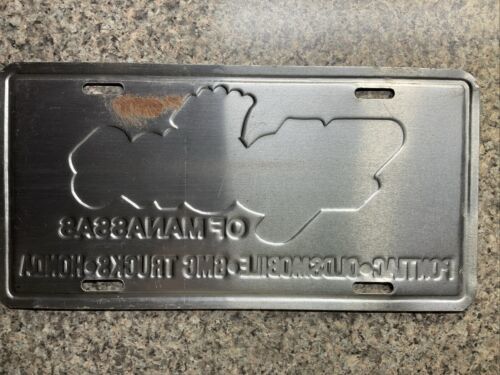 OF MANASSAS
PONTIAC•OLDSMOBILE•GMC TRUCKS•HONDA